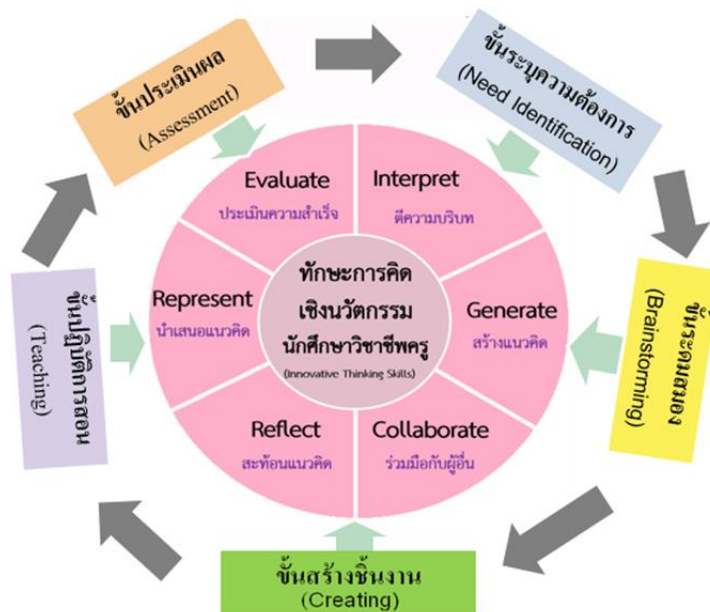 ขั้นประเมินผล
(Assessment)
ขั้นระบุความต้องการ
(Need Identification)
ขั้นระดมสมอง
(Brainstorming)
ขั้นสร้างชิ้นงาน
(Creating)
ขั้นปฏิบัติการสอน
(Teaching)
Evaluate
ประเมินความสำเร็จ
Interpret
ตีความบริบท
Generate
สร้างแนวคิด
Collaborate
ร่วมมือกับผู้อื่น
Reflect
สะท้อนแนวคิด
Represent
นำเสนอแนวคิด
ทักษะการคิด
เชิงนวัตกรรม
นักศึกษาวิชาชีพครู
(Innovative Thinking Skills)